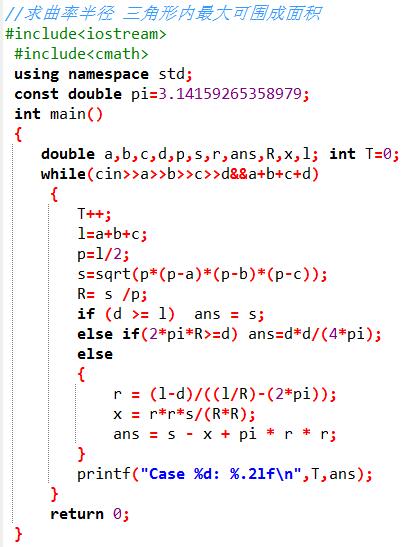 //求曲率半径 三角形内最大可围成面积
#include<iostream>
#include<cmath>
using namespace std;
const double pi=3.14159265358979;
int main()
{
double a,b,c,d,p,s,r,ans,R,x,l; int T=0;
while(cin>>a>>b>>c>>d&&a+b+c+d)
{
T++;
l=a+b+c;
p=l/2;
s=sqrt(p*(p-a)*(p-b)*(p-c));
R= s /p;
if (d >= l)  ans = s;
else if(2*pi*R>=d) ans=d*d/(4*pi);
else
{
r = (l-d)/((l/R)-(2*pi));
x = r*r*s/(R*R);
ans = s - x + pi * r * r;
}
printf("Case %d: %.2lf\n",T,ans);
}
return 0;
}